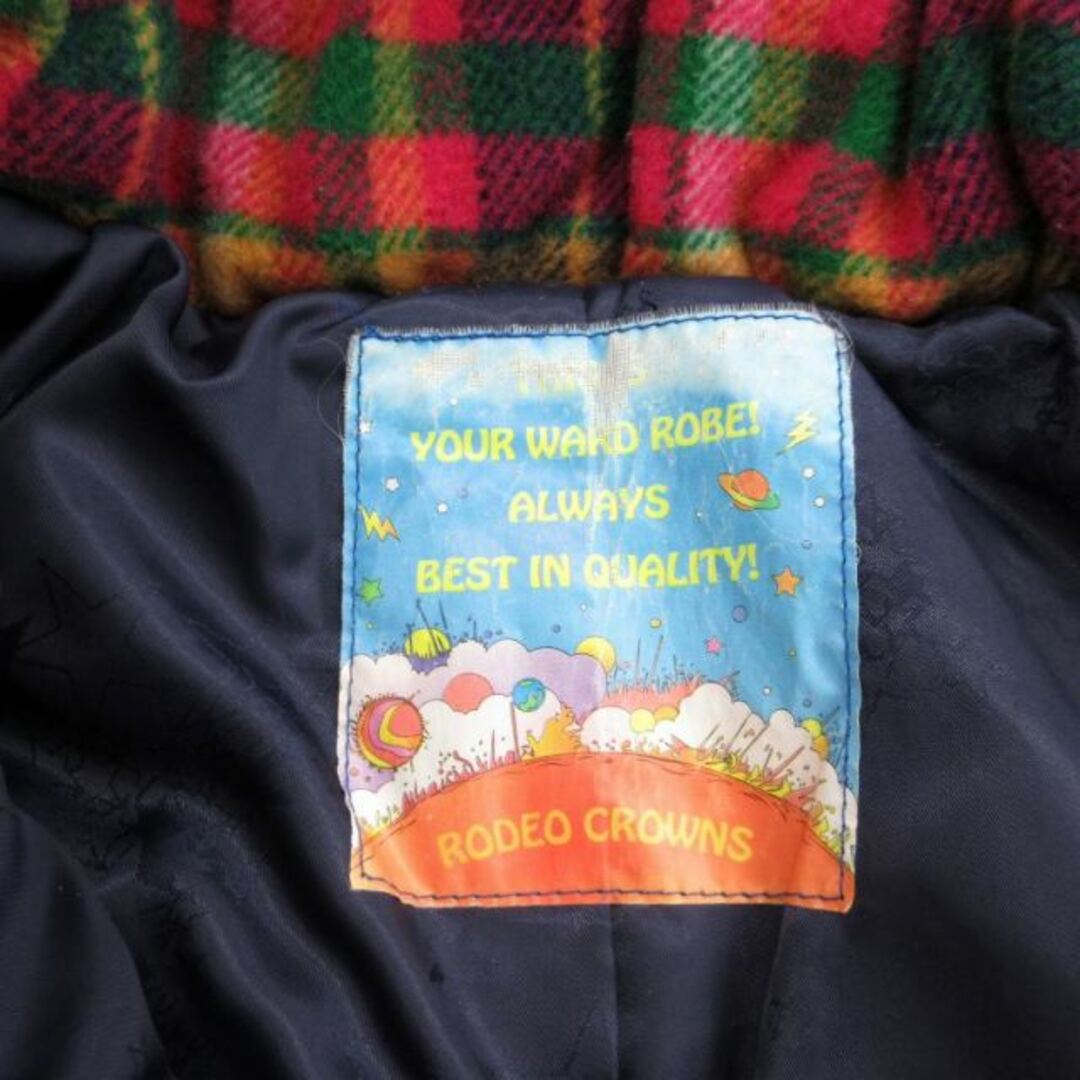 YOUR WARD ROBE!
ALWAYS
BEST IN QUALITY!
RODEO CROWNS